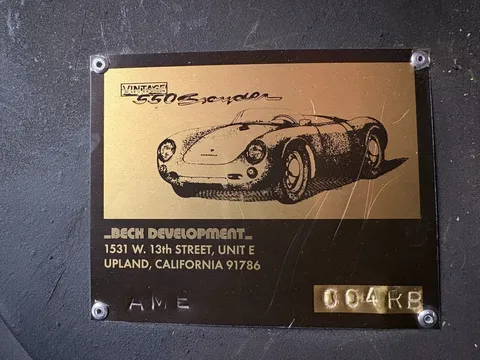 VINTAGE
550 Spyder
BECK DEVELOPMENT
1531 W. 13th STREET, UNIT E
UPLAND, CALIFORNIA 91786
AME 004RB